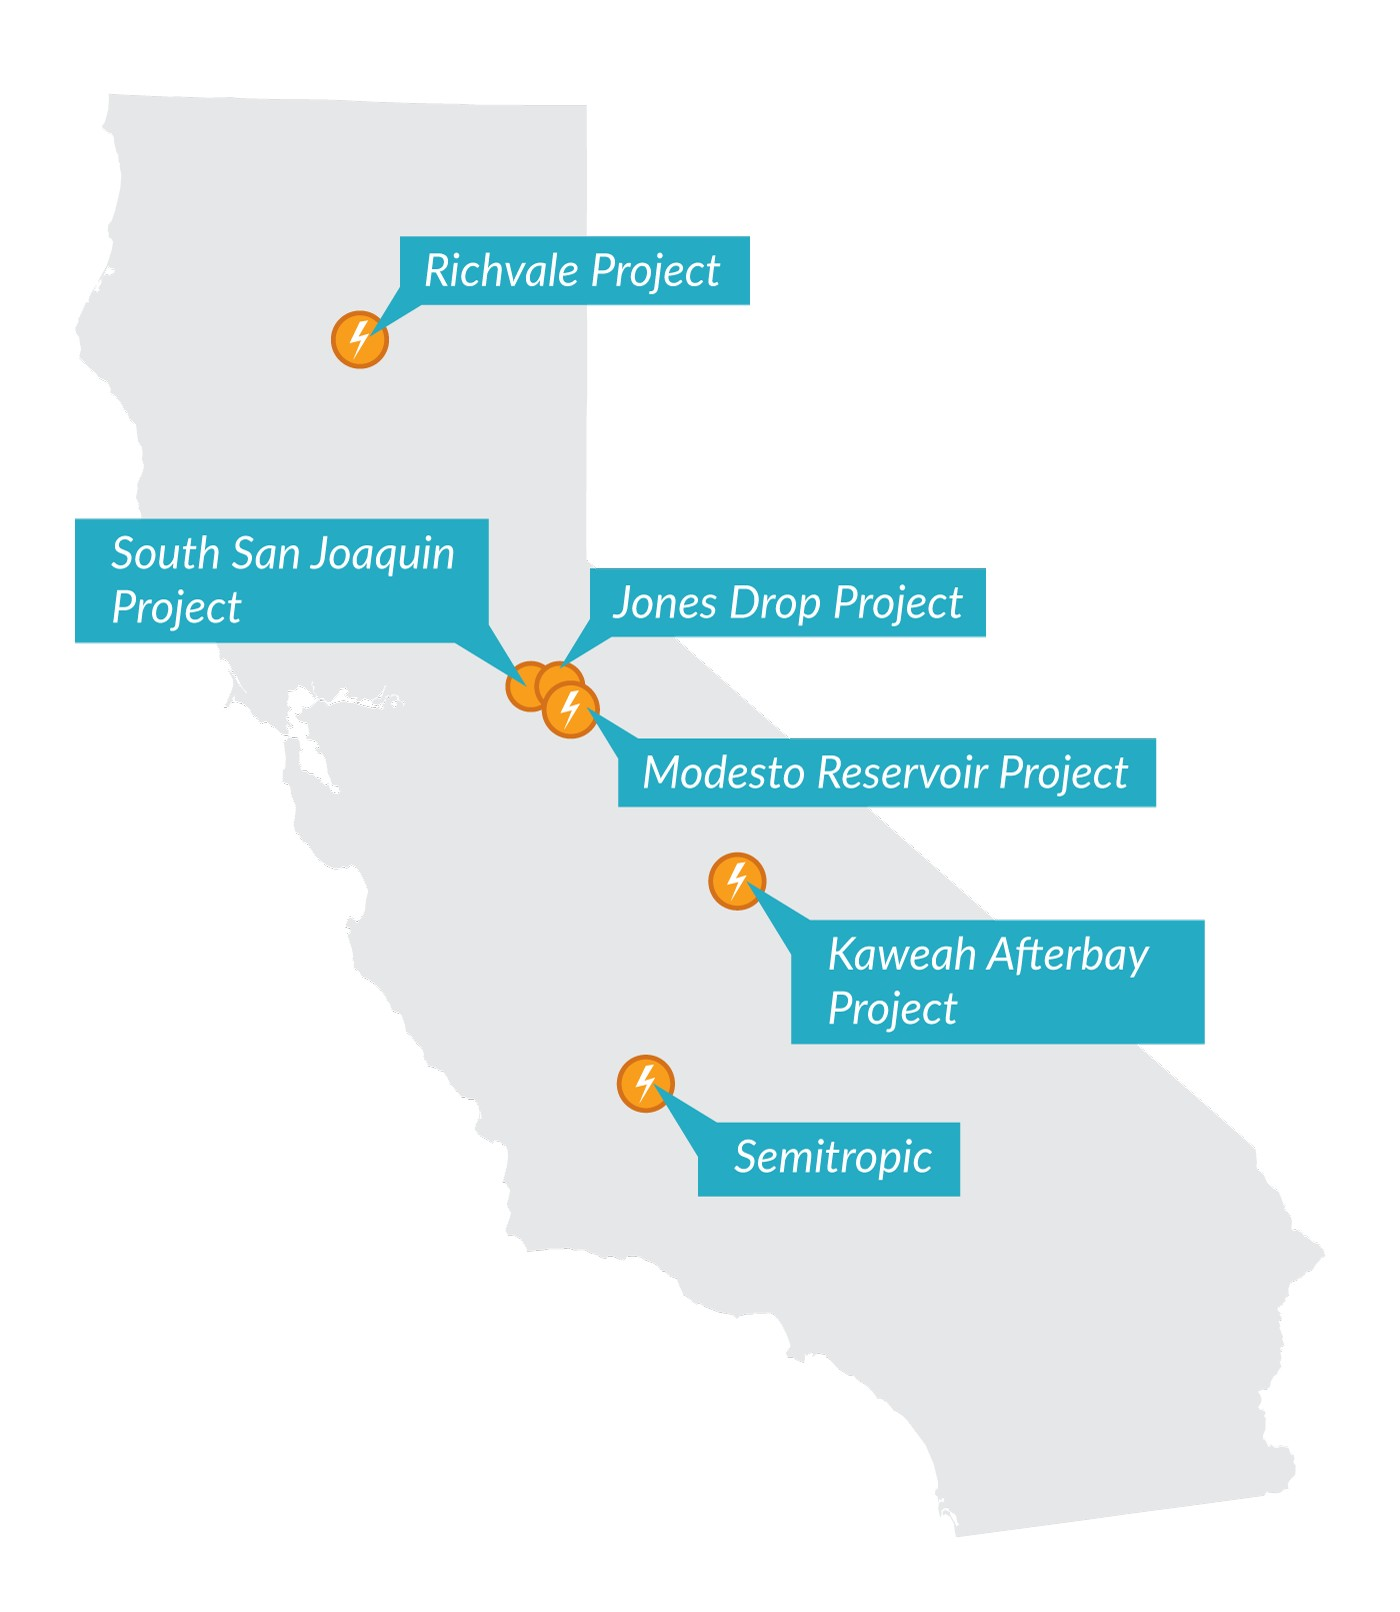 Richvale Project
South San Joaquin
Project
Jones Drop Project
Modesto Reservoir Project
Kaweah Afterbay
Project
Semitropic